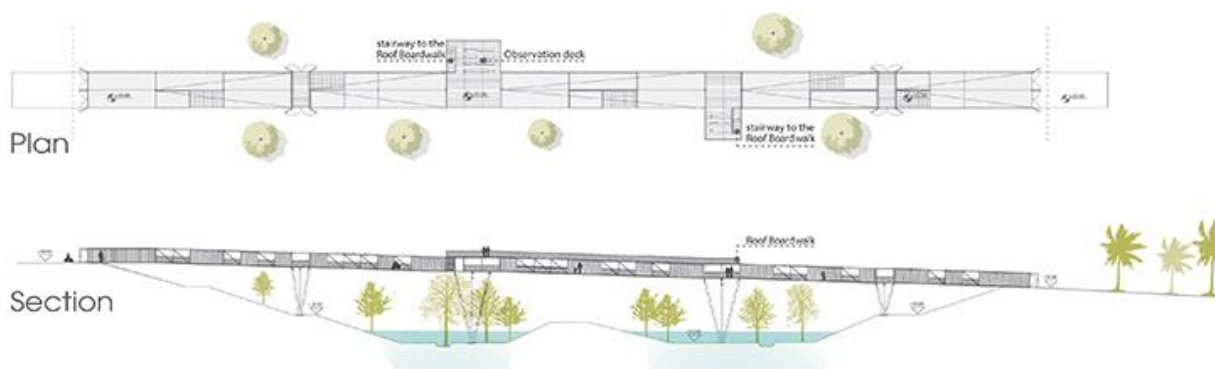 stairway to the
Roof Boardwalk
Observation deck
stairway to the
Roof Boardwalk
Plan
Roof Boardwalk
Section